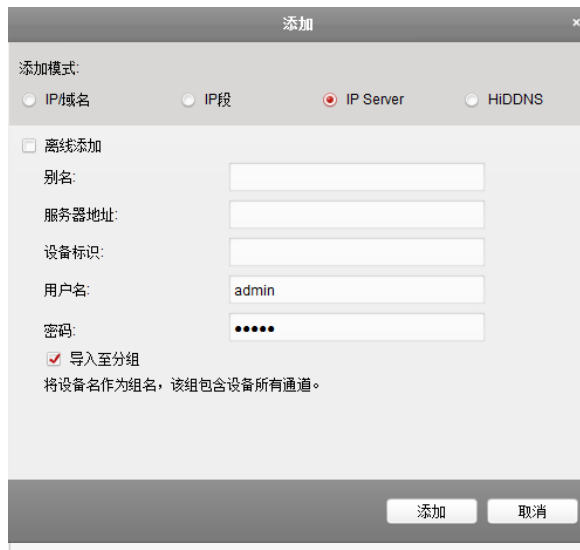 添加 ×
添加模式:
IP/域名 IP段 IP Server HiDDNS
离线添加
别名:
服务器地址:
设备标识:
用户名: admin
密码: •••••
导入至分组
将设备名作为组名，该组包含设备所有通道。
添加 取消